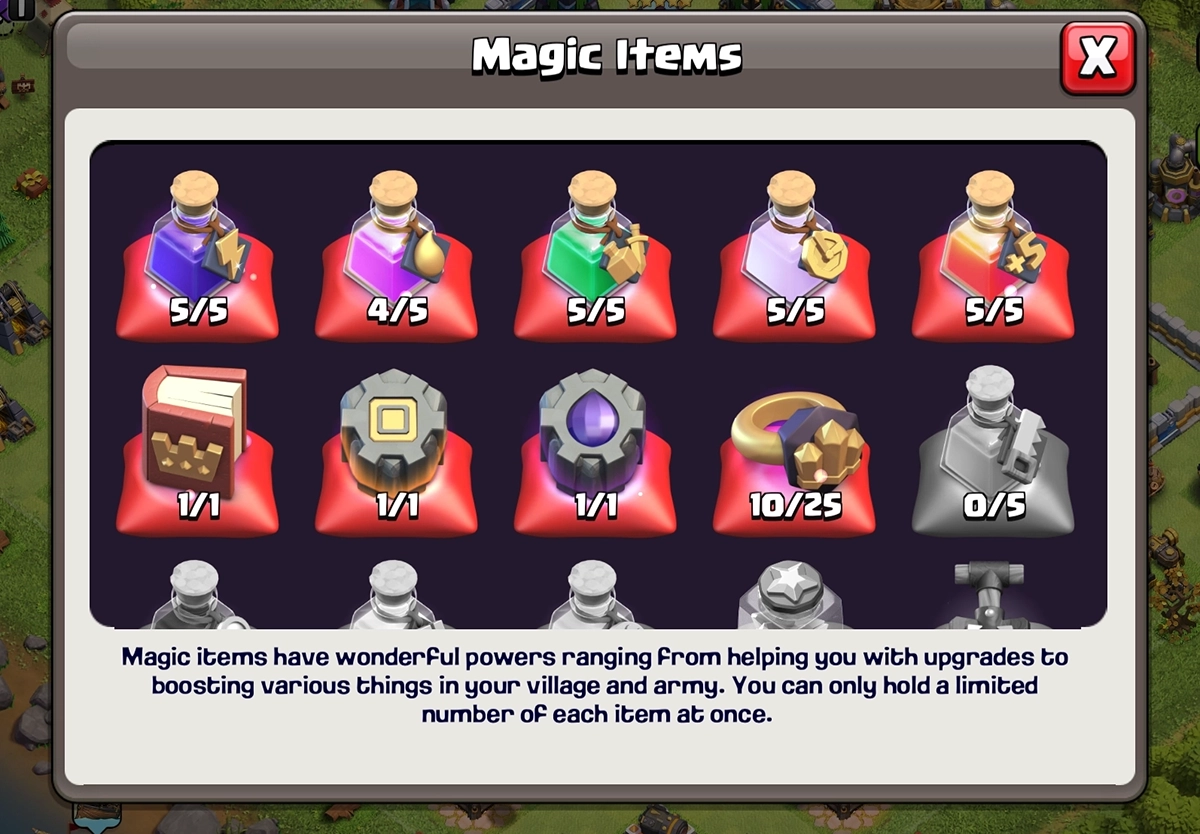 Magic Items
X
5/5
4/5
5/5
5/5
x5
5/5
1/1
1/1
1/1
10/25
0/5
Magic items have wonderful powers ranging from helping you with upgrades to
boosting various things in your village and army. You can only hold a limited
number of each item at once.